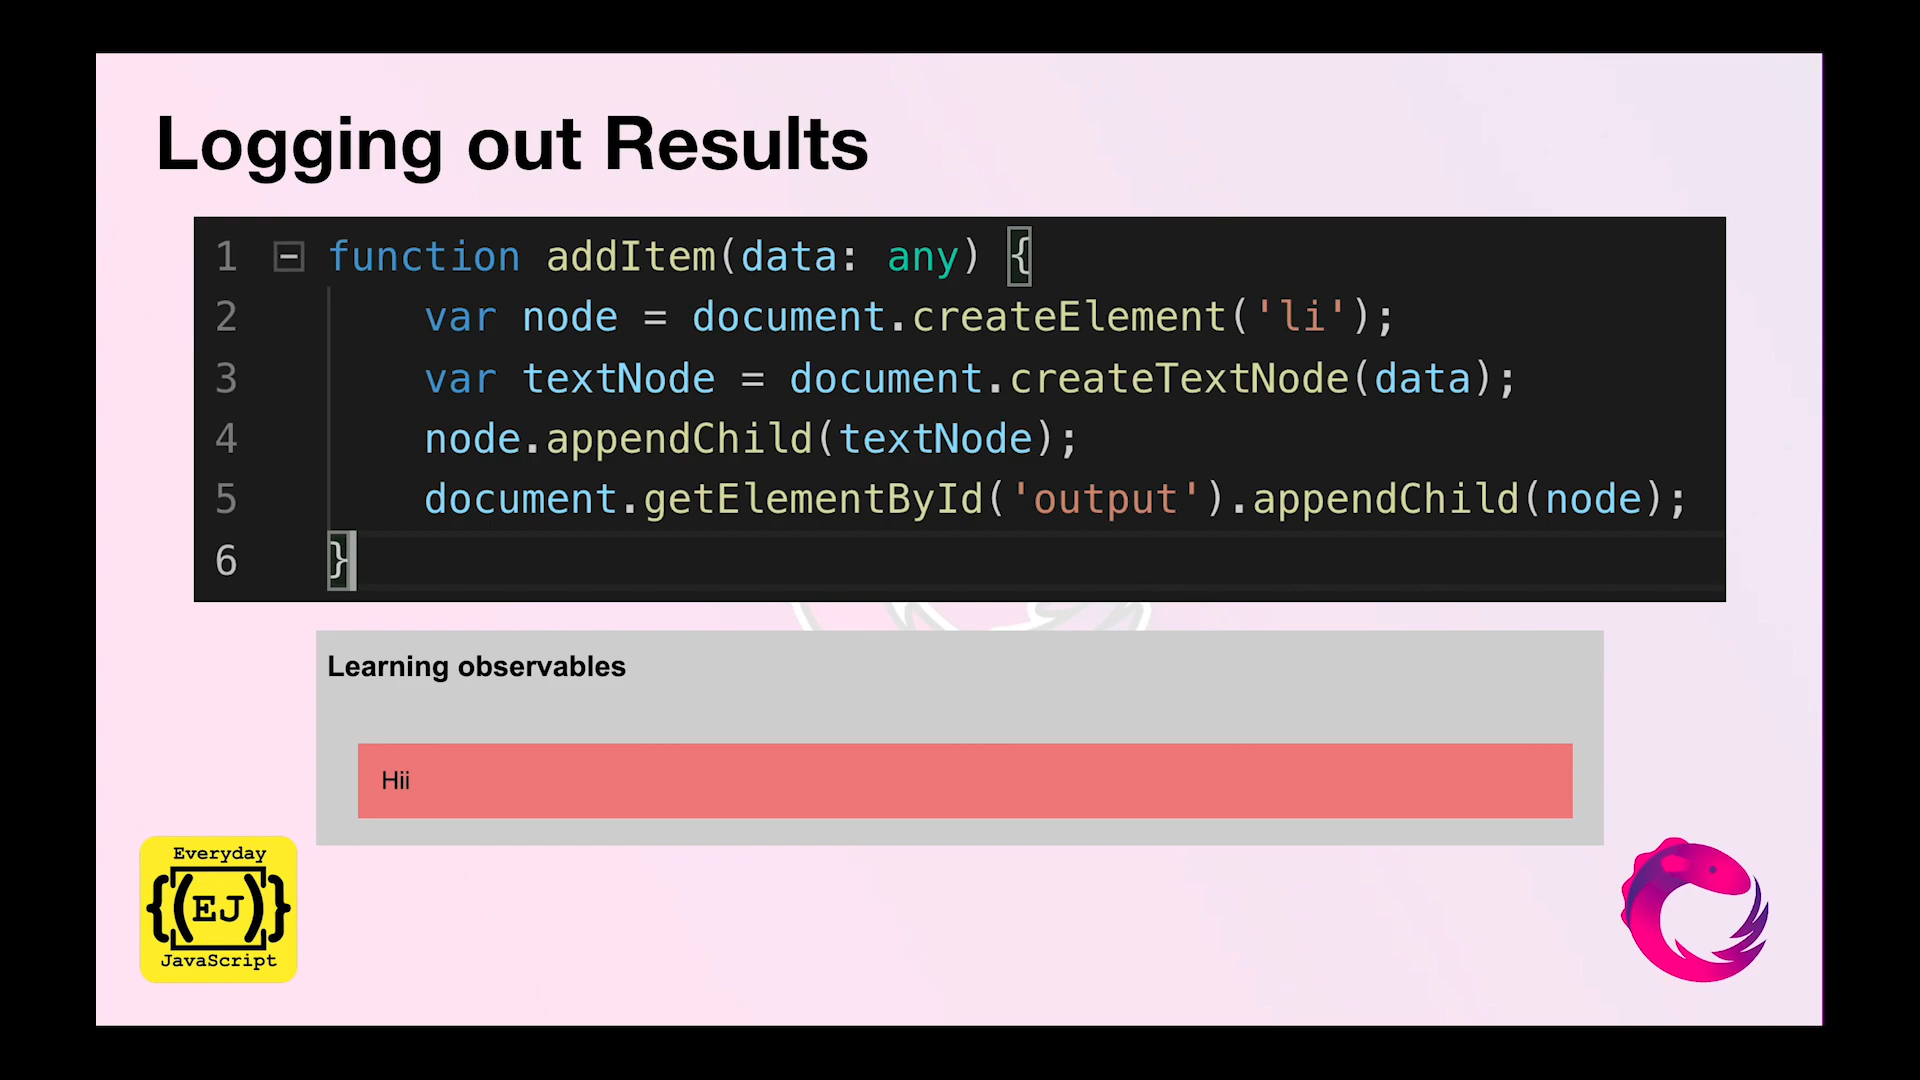 Logging out Results
1 function addItem(data: any) {
2 var node = document.createElement('li');
3 var textNode = document.createTextNode(data);
4 node.appendChild(textNode);
5 document.getElementById('output').appendChild(node);
6 }
Learning observables
Hii
Everyday
{[(EJ)]}
JavaScript